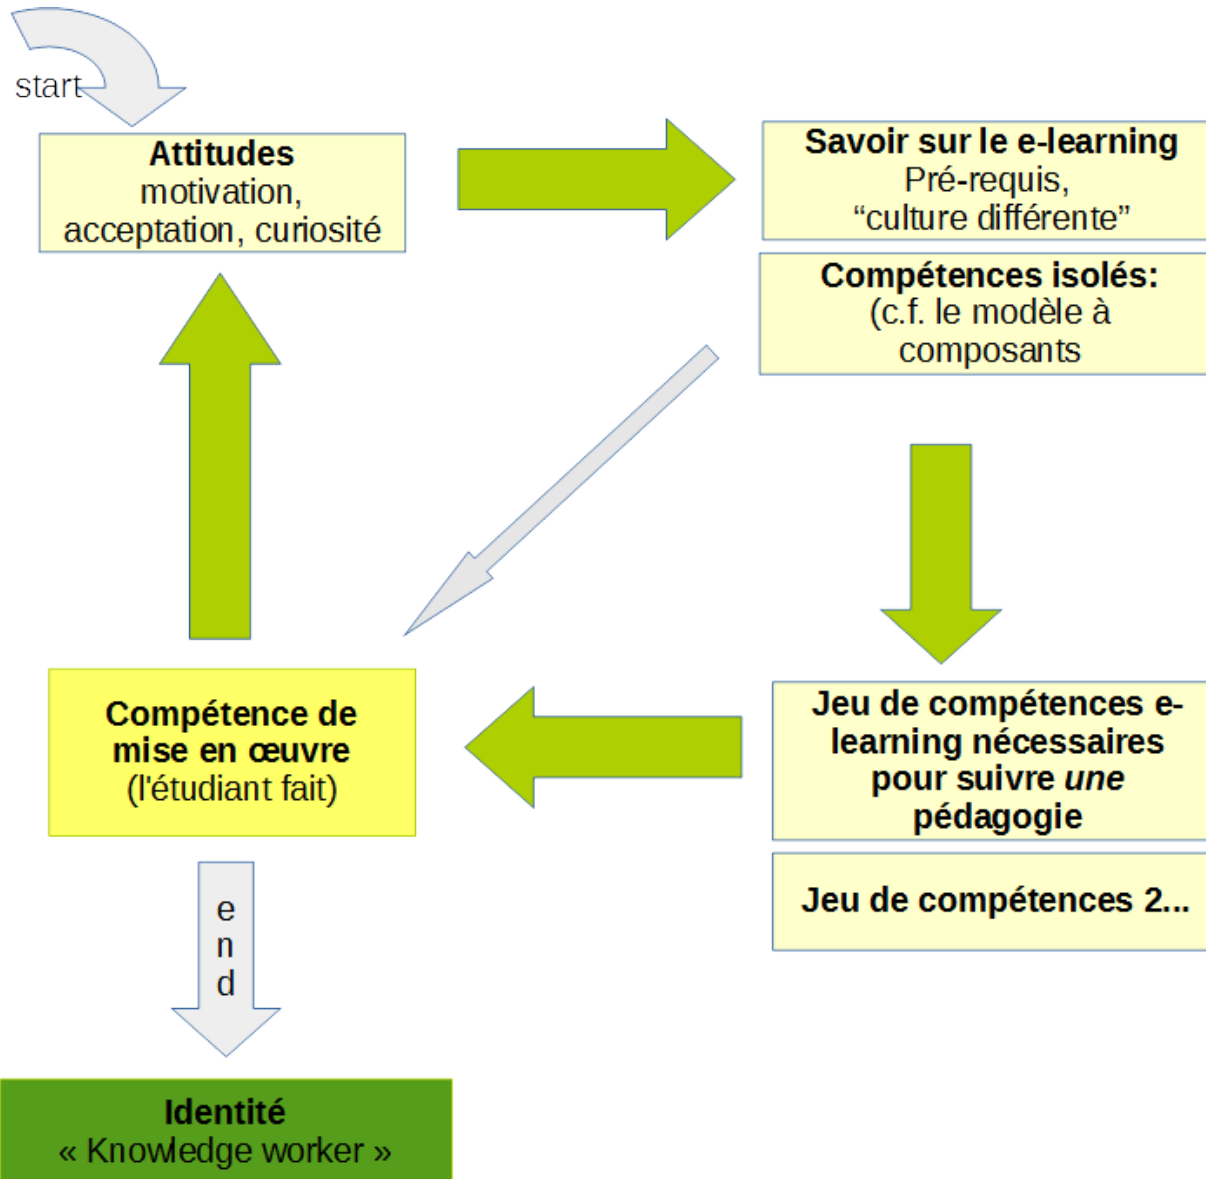 start
Attitudes
motivation,
acceptation, curiosité
Savoir sur le e-learning
Pré-requis,
“culture différente”
Compétences isolés:
(c.f. le modèle à
composants
Compétence de
mise en œuvre
(l'étudiant fait)
Jeu de compétences e-
learning nécessaires
pour suivre une
pédagogie
Jeu de compétences 2...
e
n
d
Identité
« Knowledge worker »